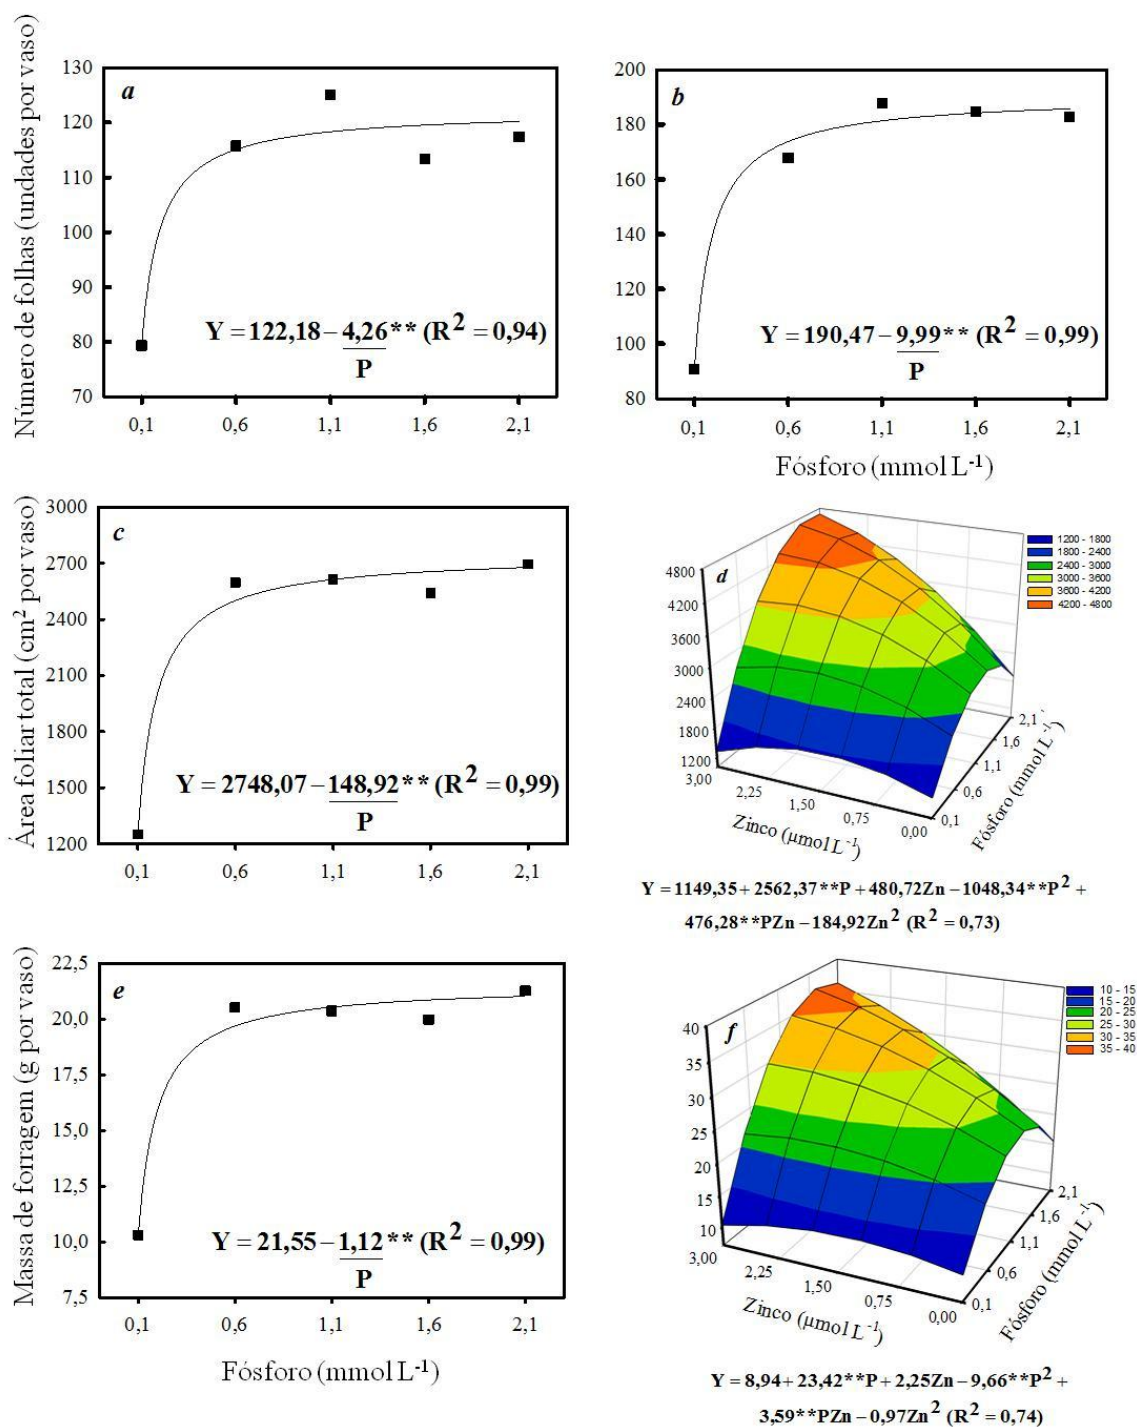 Número de folhas (undades por vaso)
130
120
110
100
90
80
70
a
Y = 122,18 – 4,26** (R² = 0,94)
P
0,1 0,6 1,1 1,6 2,1
200
180
160
140
120
100
80
b
Y = 190,47 – 9,99** (R² = 0,99)
P
0,1 0,6 1,1 1,6 2,1
Fósforo (mmol L⁻¹)
Área foliar total (cm² por vaso)
3000
2700
2400
2100
1800
1500
1200
c
Y = 2748,07 – 148,92** (R² = 0,99)
P
0,1 0,6 1,1 1,6 2,1
d
4800
4200
3600
3000
2400
1800
1200
1200 - 1800
1800 - 2400
2400 - 3000
3000 - 3600
3600 - 4200
4200 - 4800
3,00 2,25 1,50 0,75 0,00
Zinco (µmol L⁻¹)
2,1
1,6
1,1
0,6
0,1
Fósforo (mmol L⁻¹)
Y = 1149,35 + 2562,37**P + 480,72Zn – 1048,34**P² +
476,28**PZn – 184,92Zn² (R² = 0,73)
Massa de forragem (g por vaso)
22,5
20,0
17,5
15,0
12,5
10,0
7,5
e
Y = 21,55 – 1,12** (R² = 0,99)
P
0,1 0,6 1,1 1,6 2,1
Fósforo (mmol L⁻¹)
f
40
35
30
25
20
15
10
10 - 15
15 - 20
20 - 25
25 - 30
30 - 35
35 - 40
3,00 2,25 1,50 0,75 0,00
Zinco (µmol L⁻¹)
2,1
1,6
1,1
0,6
0,1
Fósforo (mmol L⁻¹)
Y = 8,94 + 23,42**P + 2,25Zn – 9,66**P² +
3,59**PZn – 0,97Zn² (R² = 0,74)